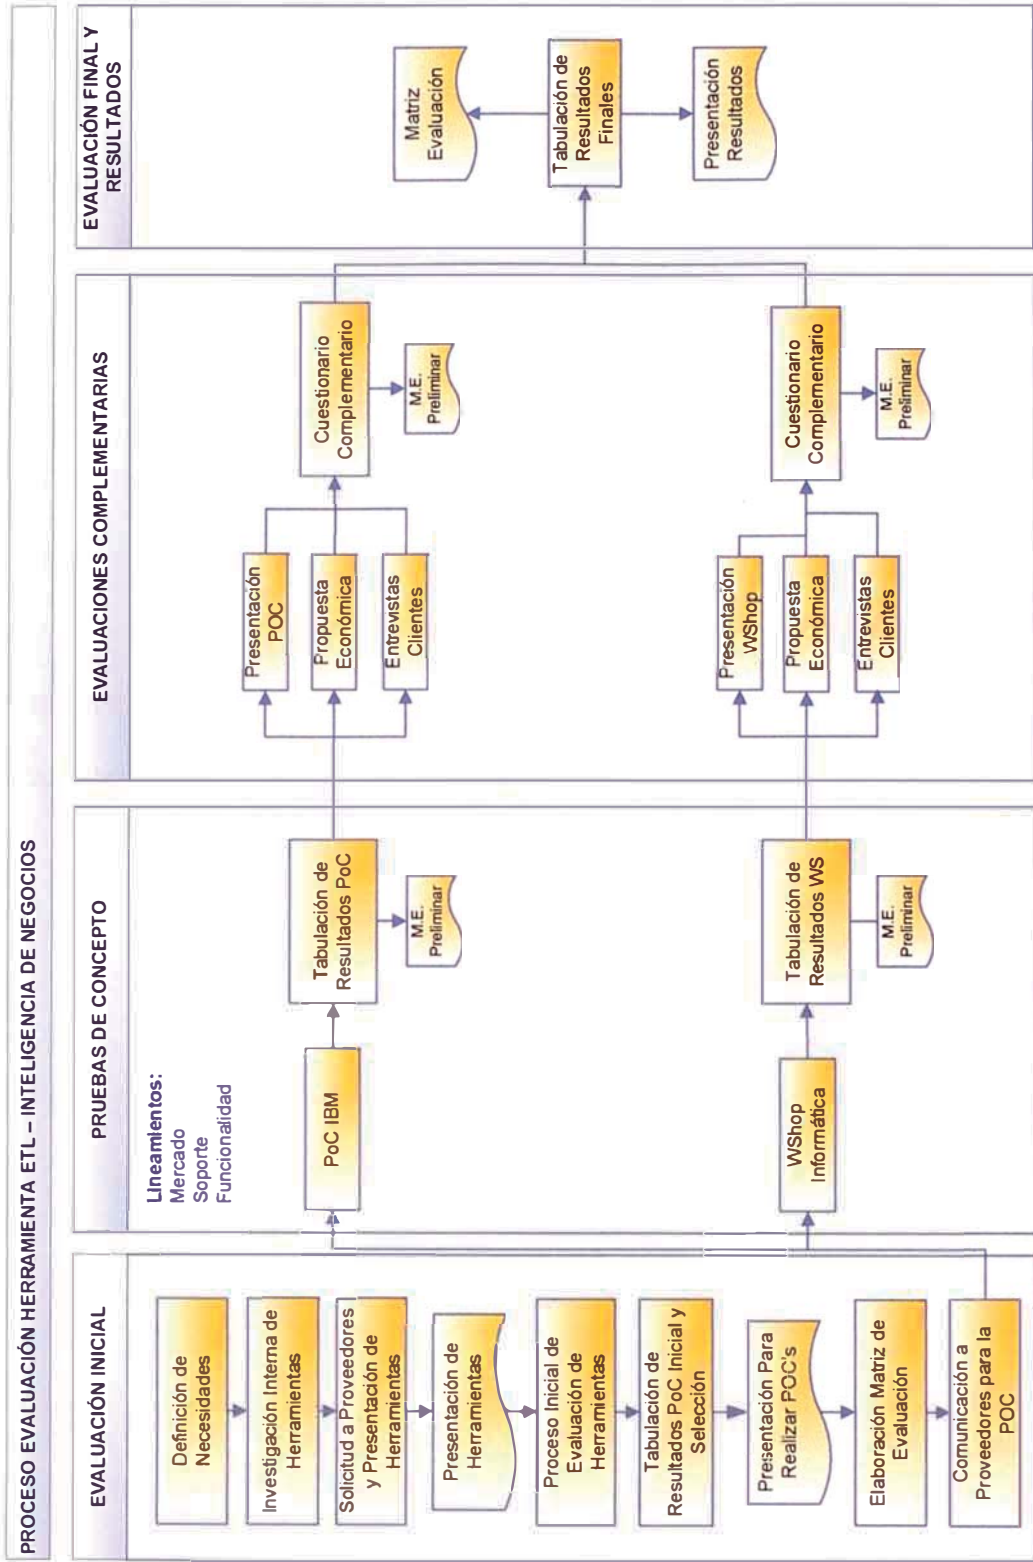 PROCESO EVALUACIÓN HERRAMIENTA ETL – INTELIGENCIA DE NEGOCIOS
EVALUACIÓN INICIAL
Definición de
Necesidades
Investigación Interna de
Herramientas
Solicitud a Proveedores
y Presentación de
Herramientas
Presentación de
Herramientas
Proceso Inicial de
Evaluación de
Herramientas
Tabulación de
Resultados PoC Inicial y
Selección
Presentación Para
Realizar POC's
Elaboración Matriz de
Evaluación
Comunicación a
Proveedores para la
POC
PRUEBAS DE CONCEPTO
Lineamientos:
Mercado
Soporte
Funcionalidad
PoC IBM
Tabulación de
Resultados PoC
M.E.
Preliminar
WShop
Informática
Tabulación de
Resultados WS
M.E.
Preliminar
EVALUACIONES COMPLEMENTARIAS
Presentación
POC
Propuesta
Económica
Entrevistas
Clientes
Cuestionario
Complementario
M.E.
Preliminar
Presentación
WShop
Propuesta
Económica
Entrevistas
Clientes
Cuestionario
Complementario
M.E.
Preliminar
EVALUACIÓN FINAL Y
RESULTADOS
Matriz
Evaluación
Tabulación de
Resultados
Finales
Presentación
Resultados